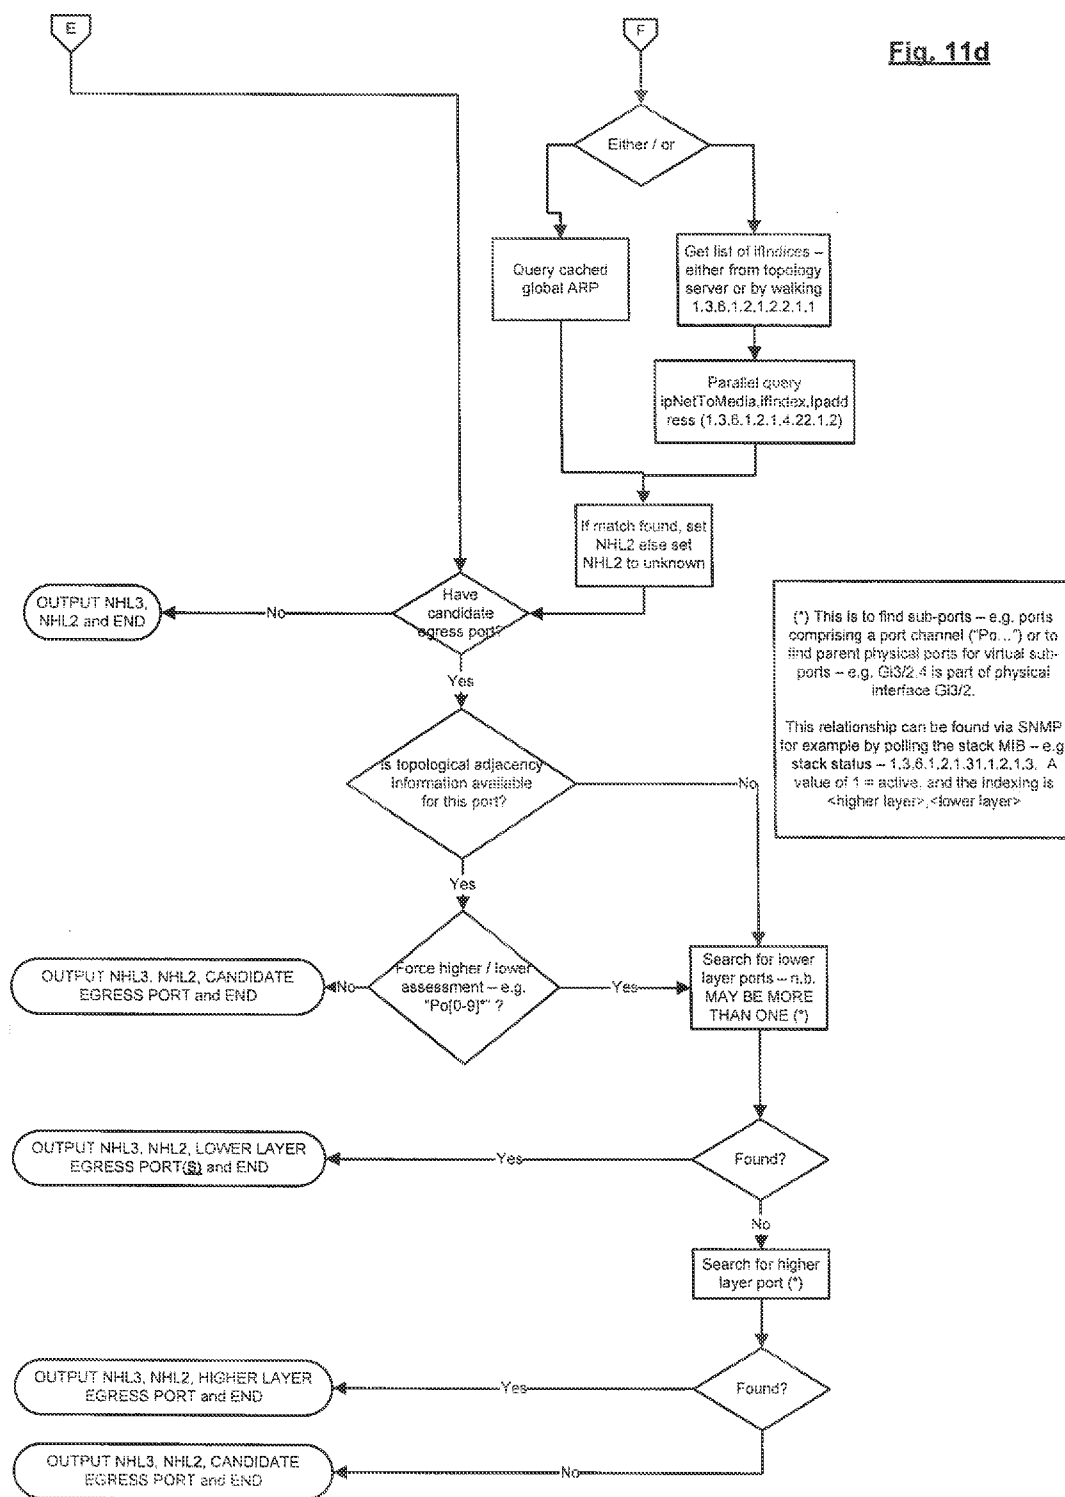 E
F
Fig. 11d
Either / or
Query cached
global ARP
Get list of ifIndices –
either from topology
server or by walking
1.3.6.1.2.1.2.2.1.1
Parallel query
ipNetToMedia.ifIndex.Ipadd
ress (1.3.6.1.2.1.4.22.1.2)
If match found, set
NHL2 else set
NHL2 to unknown
Have
candidate
egress port?
No
OUTPUT NHL3,
NHL2 and END
(*) This is to find sub-ports – e.g. ports
comprising a port channel ("Po...") or to
find parent physical ports for virtual sub-
ports – e.g. Gi3/2.4 is part of physical
interface Gi3/2.
This relationship can be found via SNMP
for example by polling the stack MIB – e.g
stack status – 1.3.6.1.2.1.31.1.2.1.3. A
value of 1 = active, and the indexing is
<higher layer>.<lower layer>
Yes
Is topological adjacency
information available
for this port?
No
Yes
Force higher / lower
assessment – e.g.
"Po[0-9]*" ?
No
OUTPUT NHL3, NHL2, CANDIDATE
EGRESS PORT and END
Yes
Search for lower
layer ports – n.b.
MAY BE MORE
THAN ONE (*)
Found?
Yes
OUTPUT NHL3, NHL2, LOWER LAYER
EGRESS PORT(S) and END
No
Search for higher
layer port (*)
Found?
Yes
OUTPUT NHL3, NHL2, HIGHER LAYER
EGRESS PORT and END
No
OUTPUT NHL3, NHL2, CANDIDATE
EGRESS PORT and END